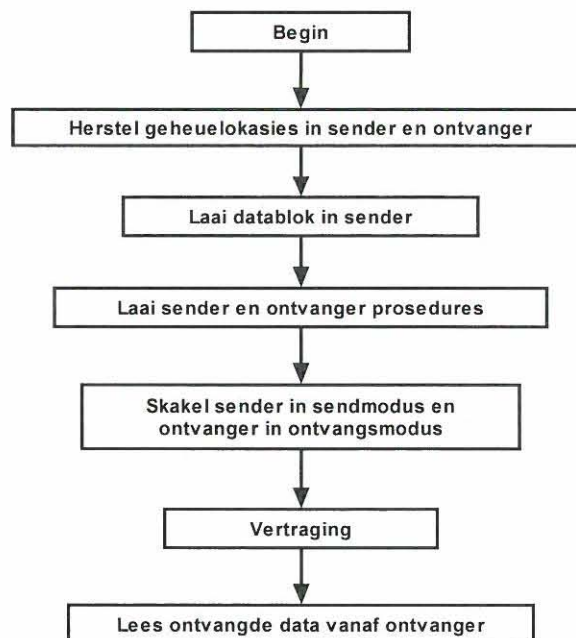 Begin
Herstel geheuelokasies in sender en ontvanger
Laai datablok in sender
Laai sender en ontvanger prosedures
Skakel sender in sendmodus en
ontvanger in ontvangsmodus
Vertraging
Lees ontvangde data vanaf ontvanger